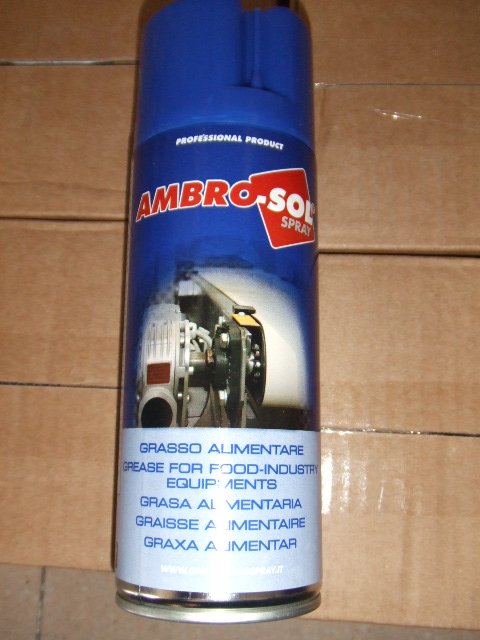 PROFESSIONAL PRODUCT
AMBRO-SOL®
SPRAY
GRASSO ALIMENTARE
GREASE FOR FOOD-INDUSTRY
EQUIPMENTS
GRASA ALIMENTARIA
GRAISSE ALIMENTAIRE
GRAXA ALIMENTAR